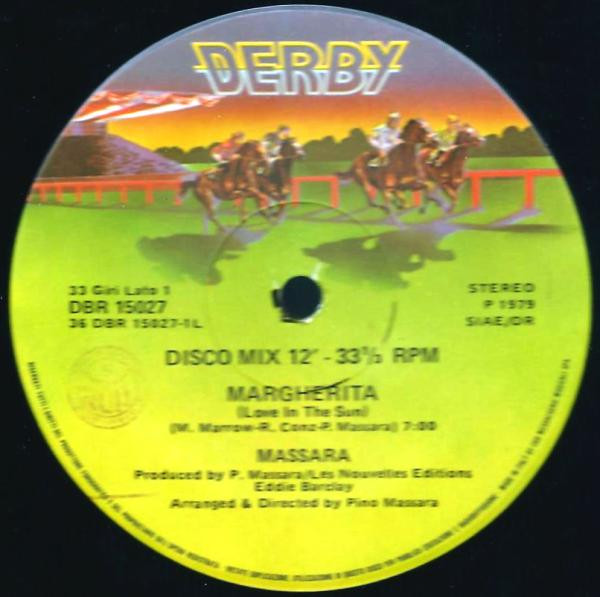 DERBY
33 Giri Lato 1
DBR 15027
36 DBR 15027-1L
STEREO
P 1979
SIAE/DR
DISCO MIX 12' - 33⅓ RPM
MARGHERITA
(Love In The Sun)
(M. Marrow-R. Conz-P. Massara) 7:00
MASSARA
Produced by P. Massara/Les Nouvelles Editions
Eddie Barclay
Arranged & Directed by Pino Massara